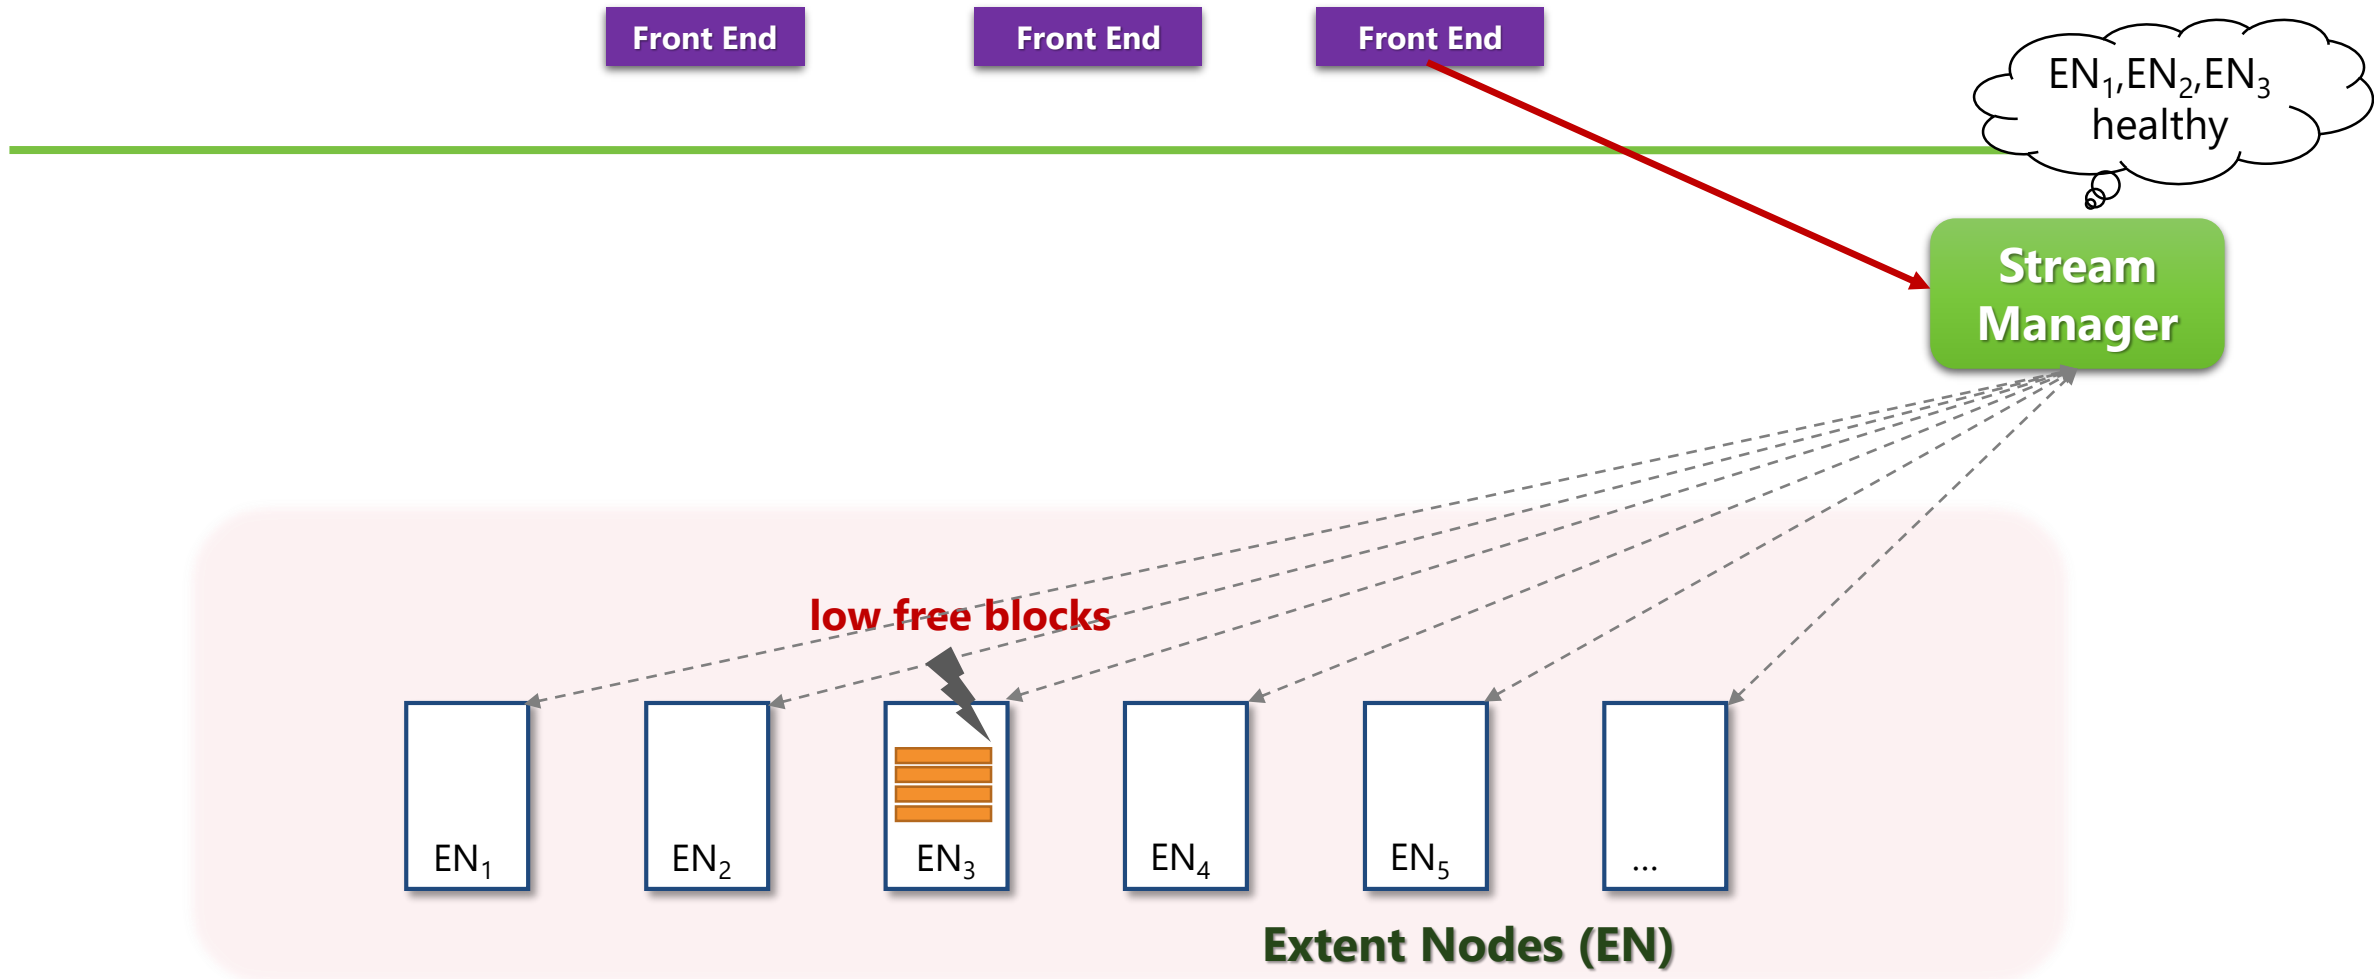 Front End
Front End
Front End
EN₁,EN₂,EN₃
healthy
Stream
Manager
low free blocks
EN₁
EN₂
EN₃
EN₄
EN₅
...
Extent Nodes (EN)